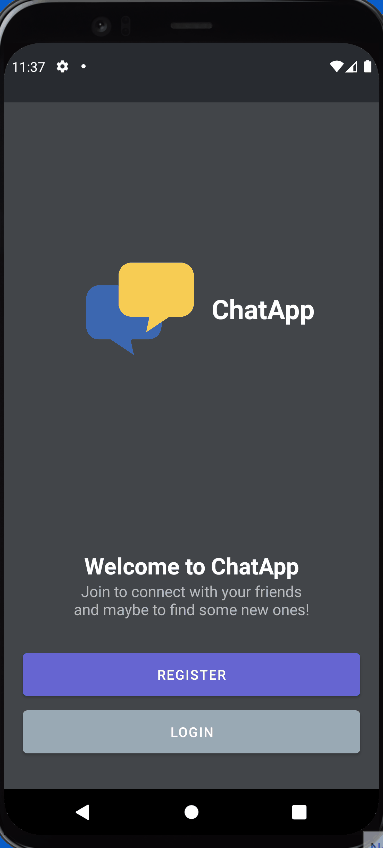 11:37
ChatApp
Welcome to ChatApp
Join to connect with your friends
and maybe to find some new ones!
REGISTER
LOGIN